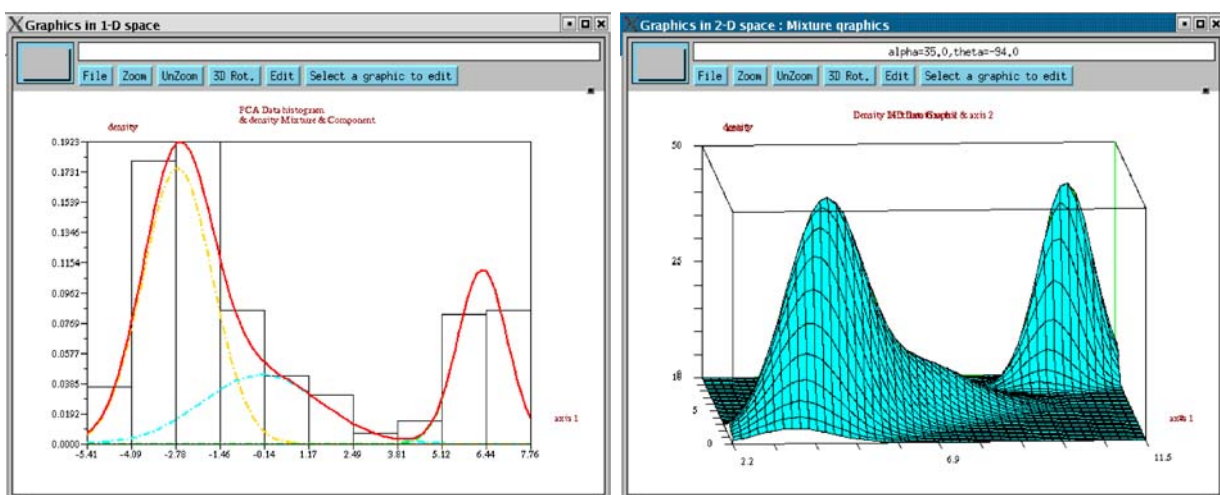 Graphics in 1-D space
File Zoom UnZoom 3D Rot. Edit Select a graphic to edit
PCA Data histogram
& density Mixture & Component
density
0.1923
0.1731
0.1539
0.1346
0.1154
0.0962
0.0769
0.0577
0.0385
0.0192
0.0000
axis 1
-5.41 -4.09 -2.78 -1.46 -0.14 1.17 2.49 3.81 5.12 6.44 7.76
Graphics in 2-D space : Mixture graphics
alpha=35.0,theta=-94.0
File Zoom UnZoom 3D Rot. Edit Select a graphic to edit
Density & axis 2
density
50
25
5
0
axis 1
2.2 6.9 11.5